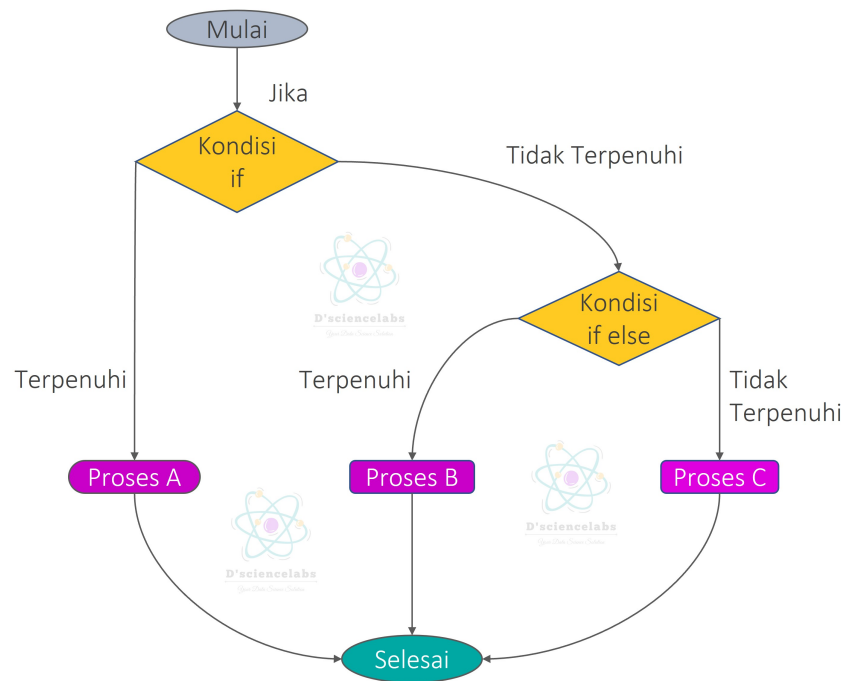 Mulai
Jika
Kondisi
if
Tidak Terpenuhi
D'sciencelabs
Kondisi
if else
Terpenuhi
Terpenuhi
Tidak
Terpenuhi
Proses A
Proses B
Proses C
D'sciencelabs
D'sciencelabs
Selesai